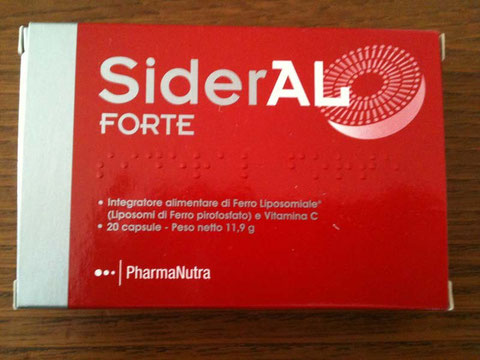 SiderAL
FORTE
• Integratore alimentare di Ferro Liposomiale®
(Liposomi di Ferro pirofosfato) e Vitamina C
• 20 capsule - Peso netto 11,9 g
PharmaNutra